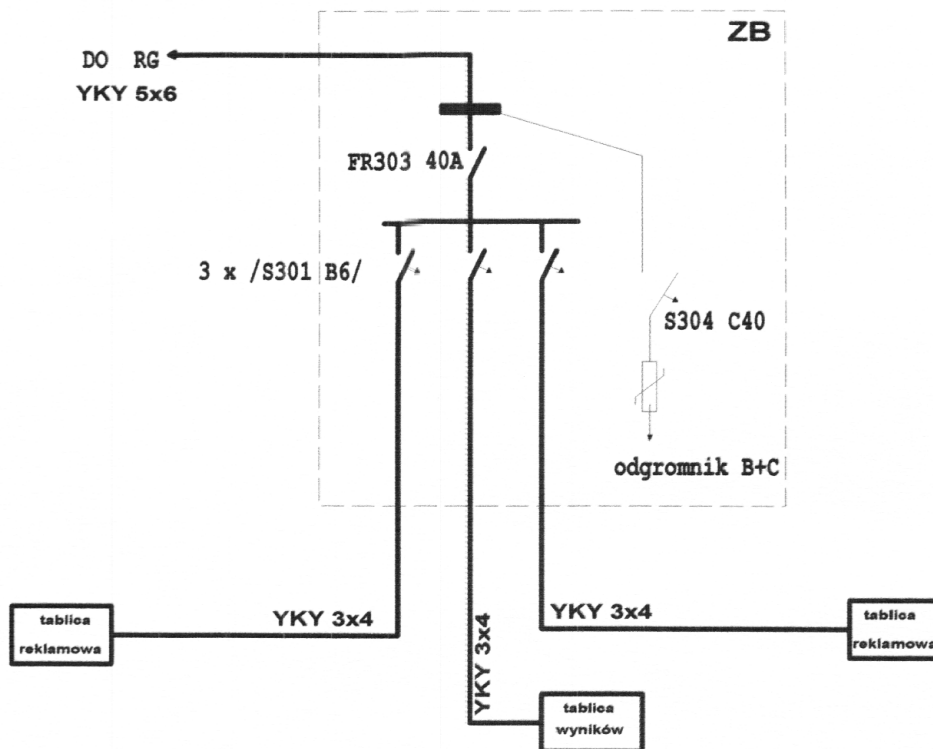 ZB
DO RG
YKY 5x6
FR303 40A
3 x /S301 B6/
S304 C40
odgromnik B+C
YKY 3x4
YKY 3x4
YKY 3x4
tablica
reklamowa
tablica
reklamowa
tablica
wyników